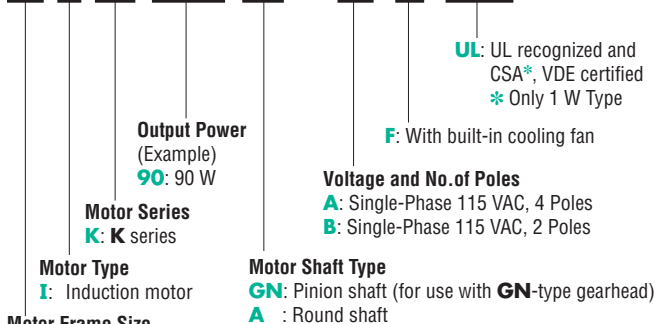 UL: UL recognized and
CSA*, VDE certified
* Only 1 W Type
Output Power
(Example)
90: 90 W
F: With built-in cooling fan
Voltage and No.of Poles
A: Single-Phase 115 VAC, 4 Poles
B: Single-Phase 115 VAC, 2 Poles
Motor Series
K: K series
Motor Type
I: Induction motor
Motor Shaft Type
GN: Pinion shaft (for use with GN-type gearhead)
A : Round shaft
Motor Frame Size